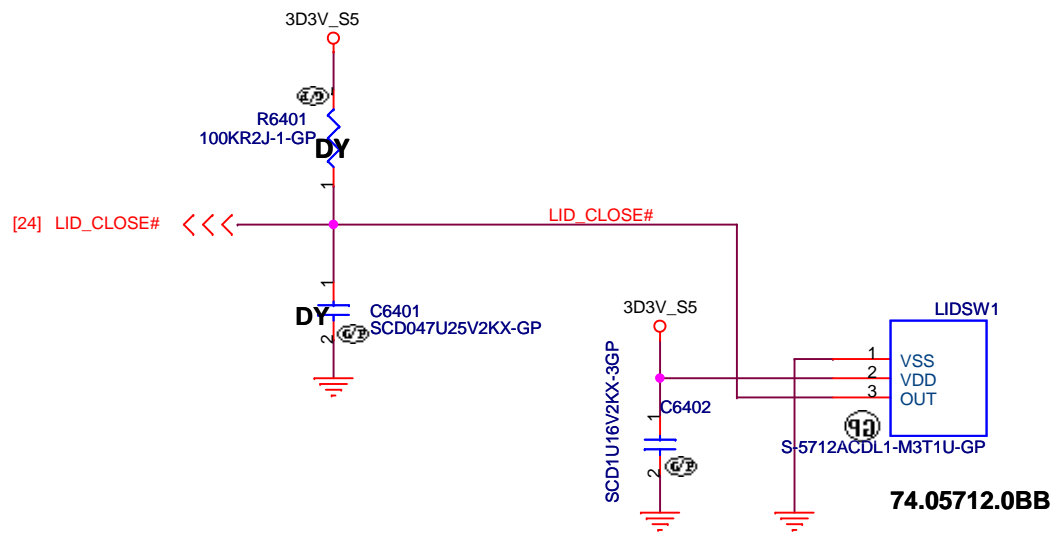 3D3V_S5
R6401
100KR2J-1-GP
DY
1
[24] LID_CLOSE#
LID_CLOSE#
1
DY
C6401
SCD047U25V2KX-GP
2
3D3V_S5
LIDSW1
SCD1U16V2KX-3GP
1
C6402
2
1 VSS
2 VDD
3 OUT
S-5712ACDL1-M3T1U-GP
74.05712.0BB